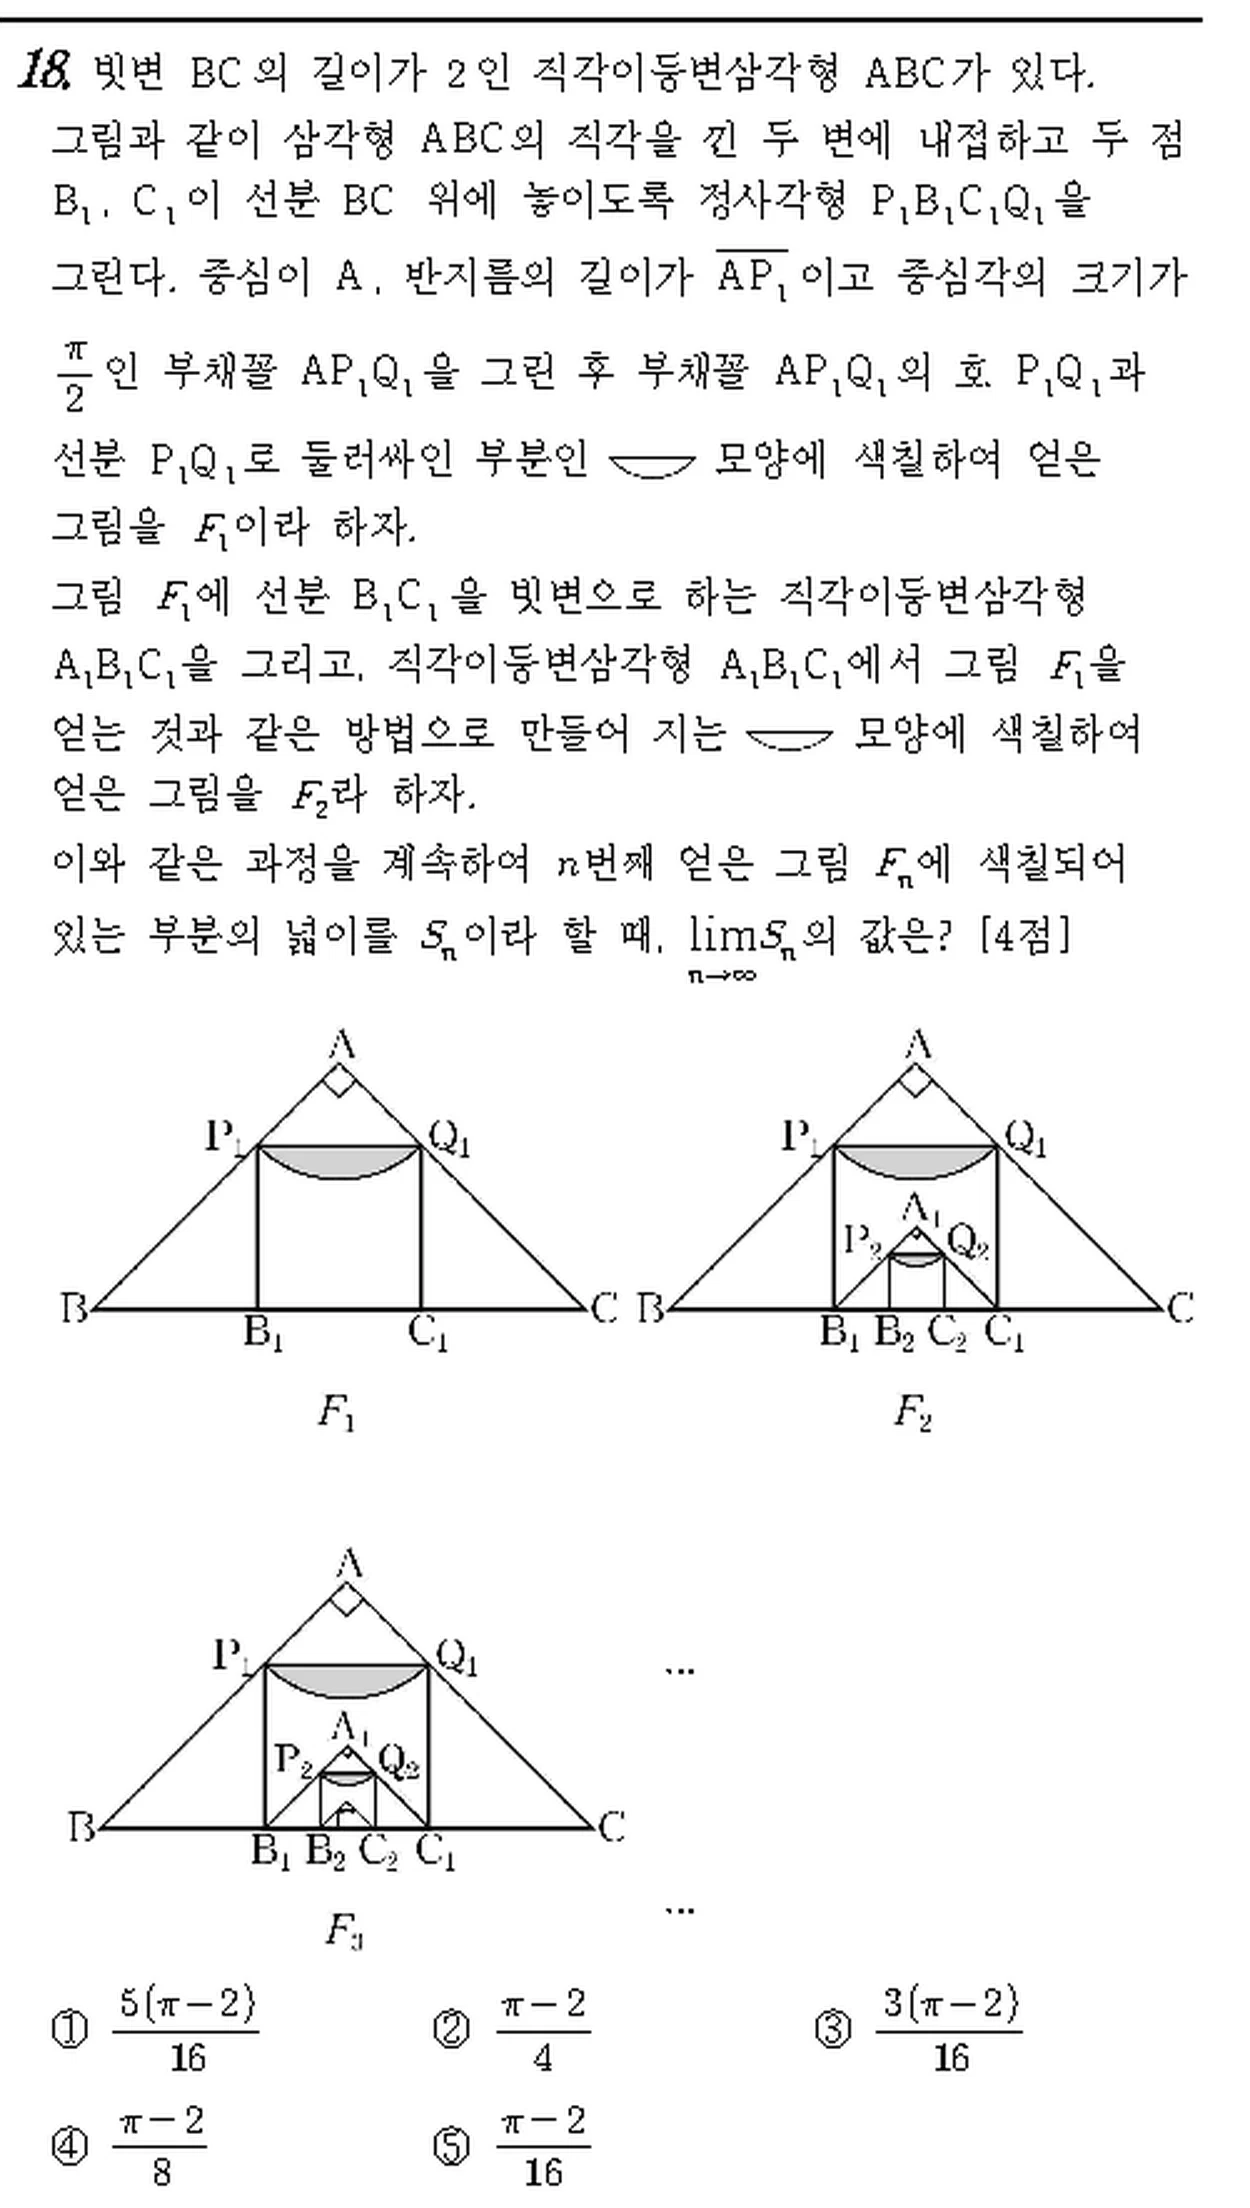 18. 빗변 BC의 길이가 2인 직각이등변삼각형 ABC가 있다.
그림과 같이 삼각형 ABC의 직각을 낀 두 변에 내접하고 두 점
B₁, C₁이 선분 BC 위에 놓이도록 정사각형 P₁B₁C₁Q₁을
그린다. 중심이 A, 반지름의 길이가 \overline{AP₁}이고 중심각의 크기가
π/2인 부채꼴 AP₁Q₁을 그린 후 부채꼴 AP₁Q₁의 호 P₁Q₁과
선분 P₁Q₁로 둘러싸인 부분인 모양에 색칠하여 얻은
그림을 F₁이라 하자.
그림 F₁에 선분 B₁C₁을 빗변으로 하는 직각이등변삼각형
A₁B₁C₁을 그리고, 직각이등변삼각형 A₁B₁C₁에서 그림 F₁을
얻는 것과 같은 방법으로 만들어 지는 모양에 색칠하여
얻은 그림을 F₂라 하자.
이와 같은 과정을 계속하여 n번째 얻은 그림 Fₙ에 색칠되어
있는 부분의 넓이를 Sₙ이라 할 때, lim Sₙ의 값은? [4점]
n→∞
A A
P₁ Q₁ P₁ Q₁
A₁
P₂ Q₂
B C B C
B₁ C₁ B₁ B₂ C₂ C₁
F₁ F₂
A
P₁ Q₁ …
A₁
P₂ Q₂
B C
B₁ B₂ C₂ C₁
…
F₃
① 5(π-2)/16 ② π-2/4 ③ 3(π-2)/16
④ π-2/8 ⑤ π-2/16